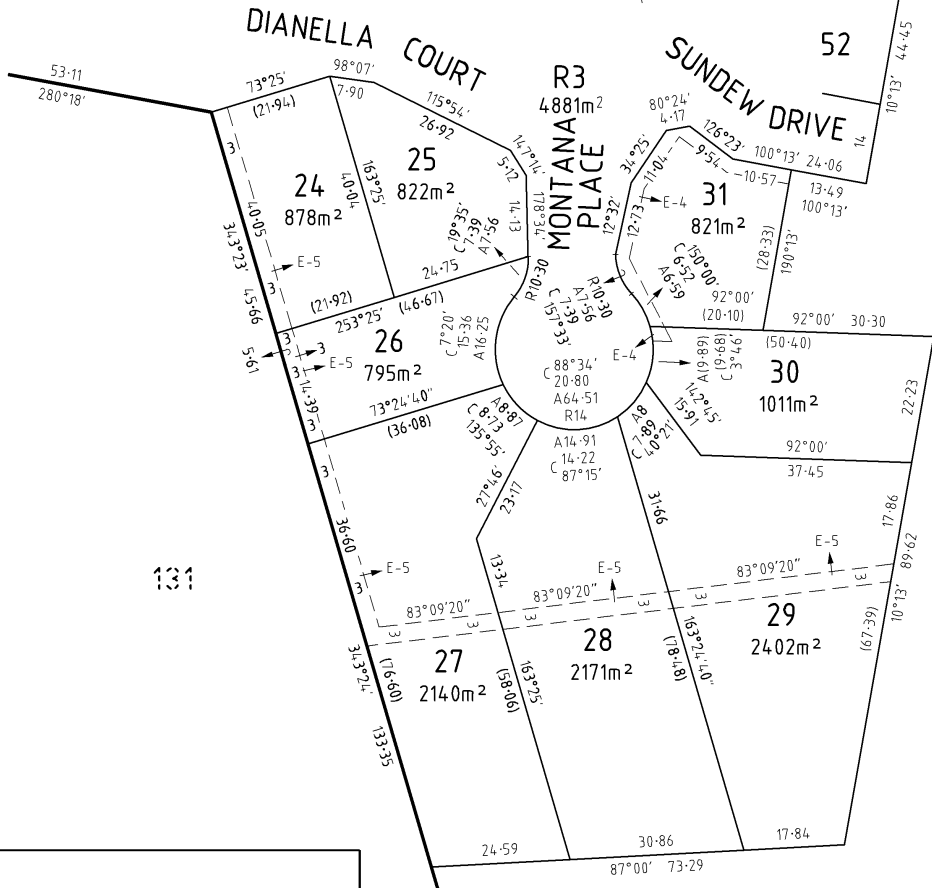 DIANELLA COURT
SUNDEW DRIVE
MONTANA
PLACE
R3
4881m²
52
44·45
10°13'
14
53·11
280°18'
73°25'
(21·94)
98°07'
7·90
115°54'
26·92
147°14'
5·12
178°34'
14·13
80°24'
4·17
126°23'
9·54
100°13' 24·06
10·57
13·49
100°13'
34°25'
11·04
12°32'
12·73
E-4
24
878m²
25
822m²
163°25'
40·04
3
40·05
343°23'
45·66
E-5
3
24·75
(21·92)
(46·67)
253°25'
C 19°35'
7·39
A7·56
R10·30
R10·30
A7·56
C 7·39
157°33'
31
821m²
C 150°00'
6·52
A6·59
(28·33)
190°13'
92°00'
(20·10)
92°00' 30·30
(50·40)
26
795m²
C 7°20'
15·36
A16·25
5·61
3
E-5
3
14·39
73°24'40"
(36·08)
E-4
C 88°34'
20·80
A64·51
R14
A(9·89)
(9·68)
C 3°46'
30
1011m²
22·23
142°45'
15·91
92°00'
37·45
A8·87
C 8·73
135°55'
A14·91
C 14·22
87°15'
A8
C 7·89
40°21'
27°46'
23·17
3
36·60
3
E-5
131
13·34
31·66
83°09'20"
E-5
83°09'20"
E-5
83°09'20"
3
3
3
3
3
17·86
89·62
10°13'
(67·39)
27
2140m²
28
2171m²
29
2402m²
343°24'
(76·60)
133·35
163°25'
(58·06)
163°24'40"
(78·48)
24·59
30·86
17·84
87°00' 73·29